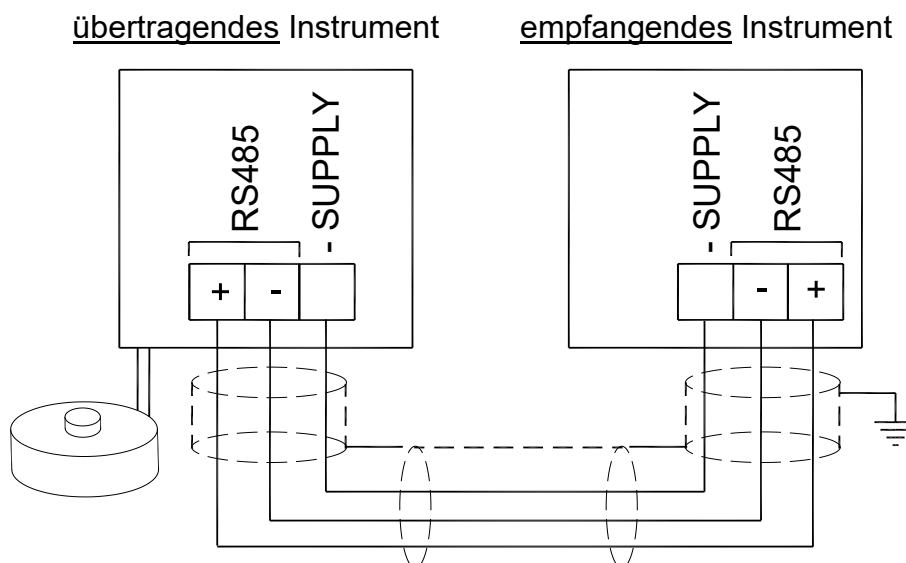 übertragendes Instrument
empfangendes Instrument
RS485
- SUPPLY
- SUPPLY
RS485
+ -
- +